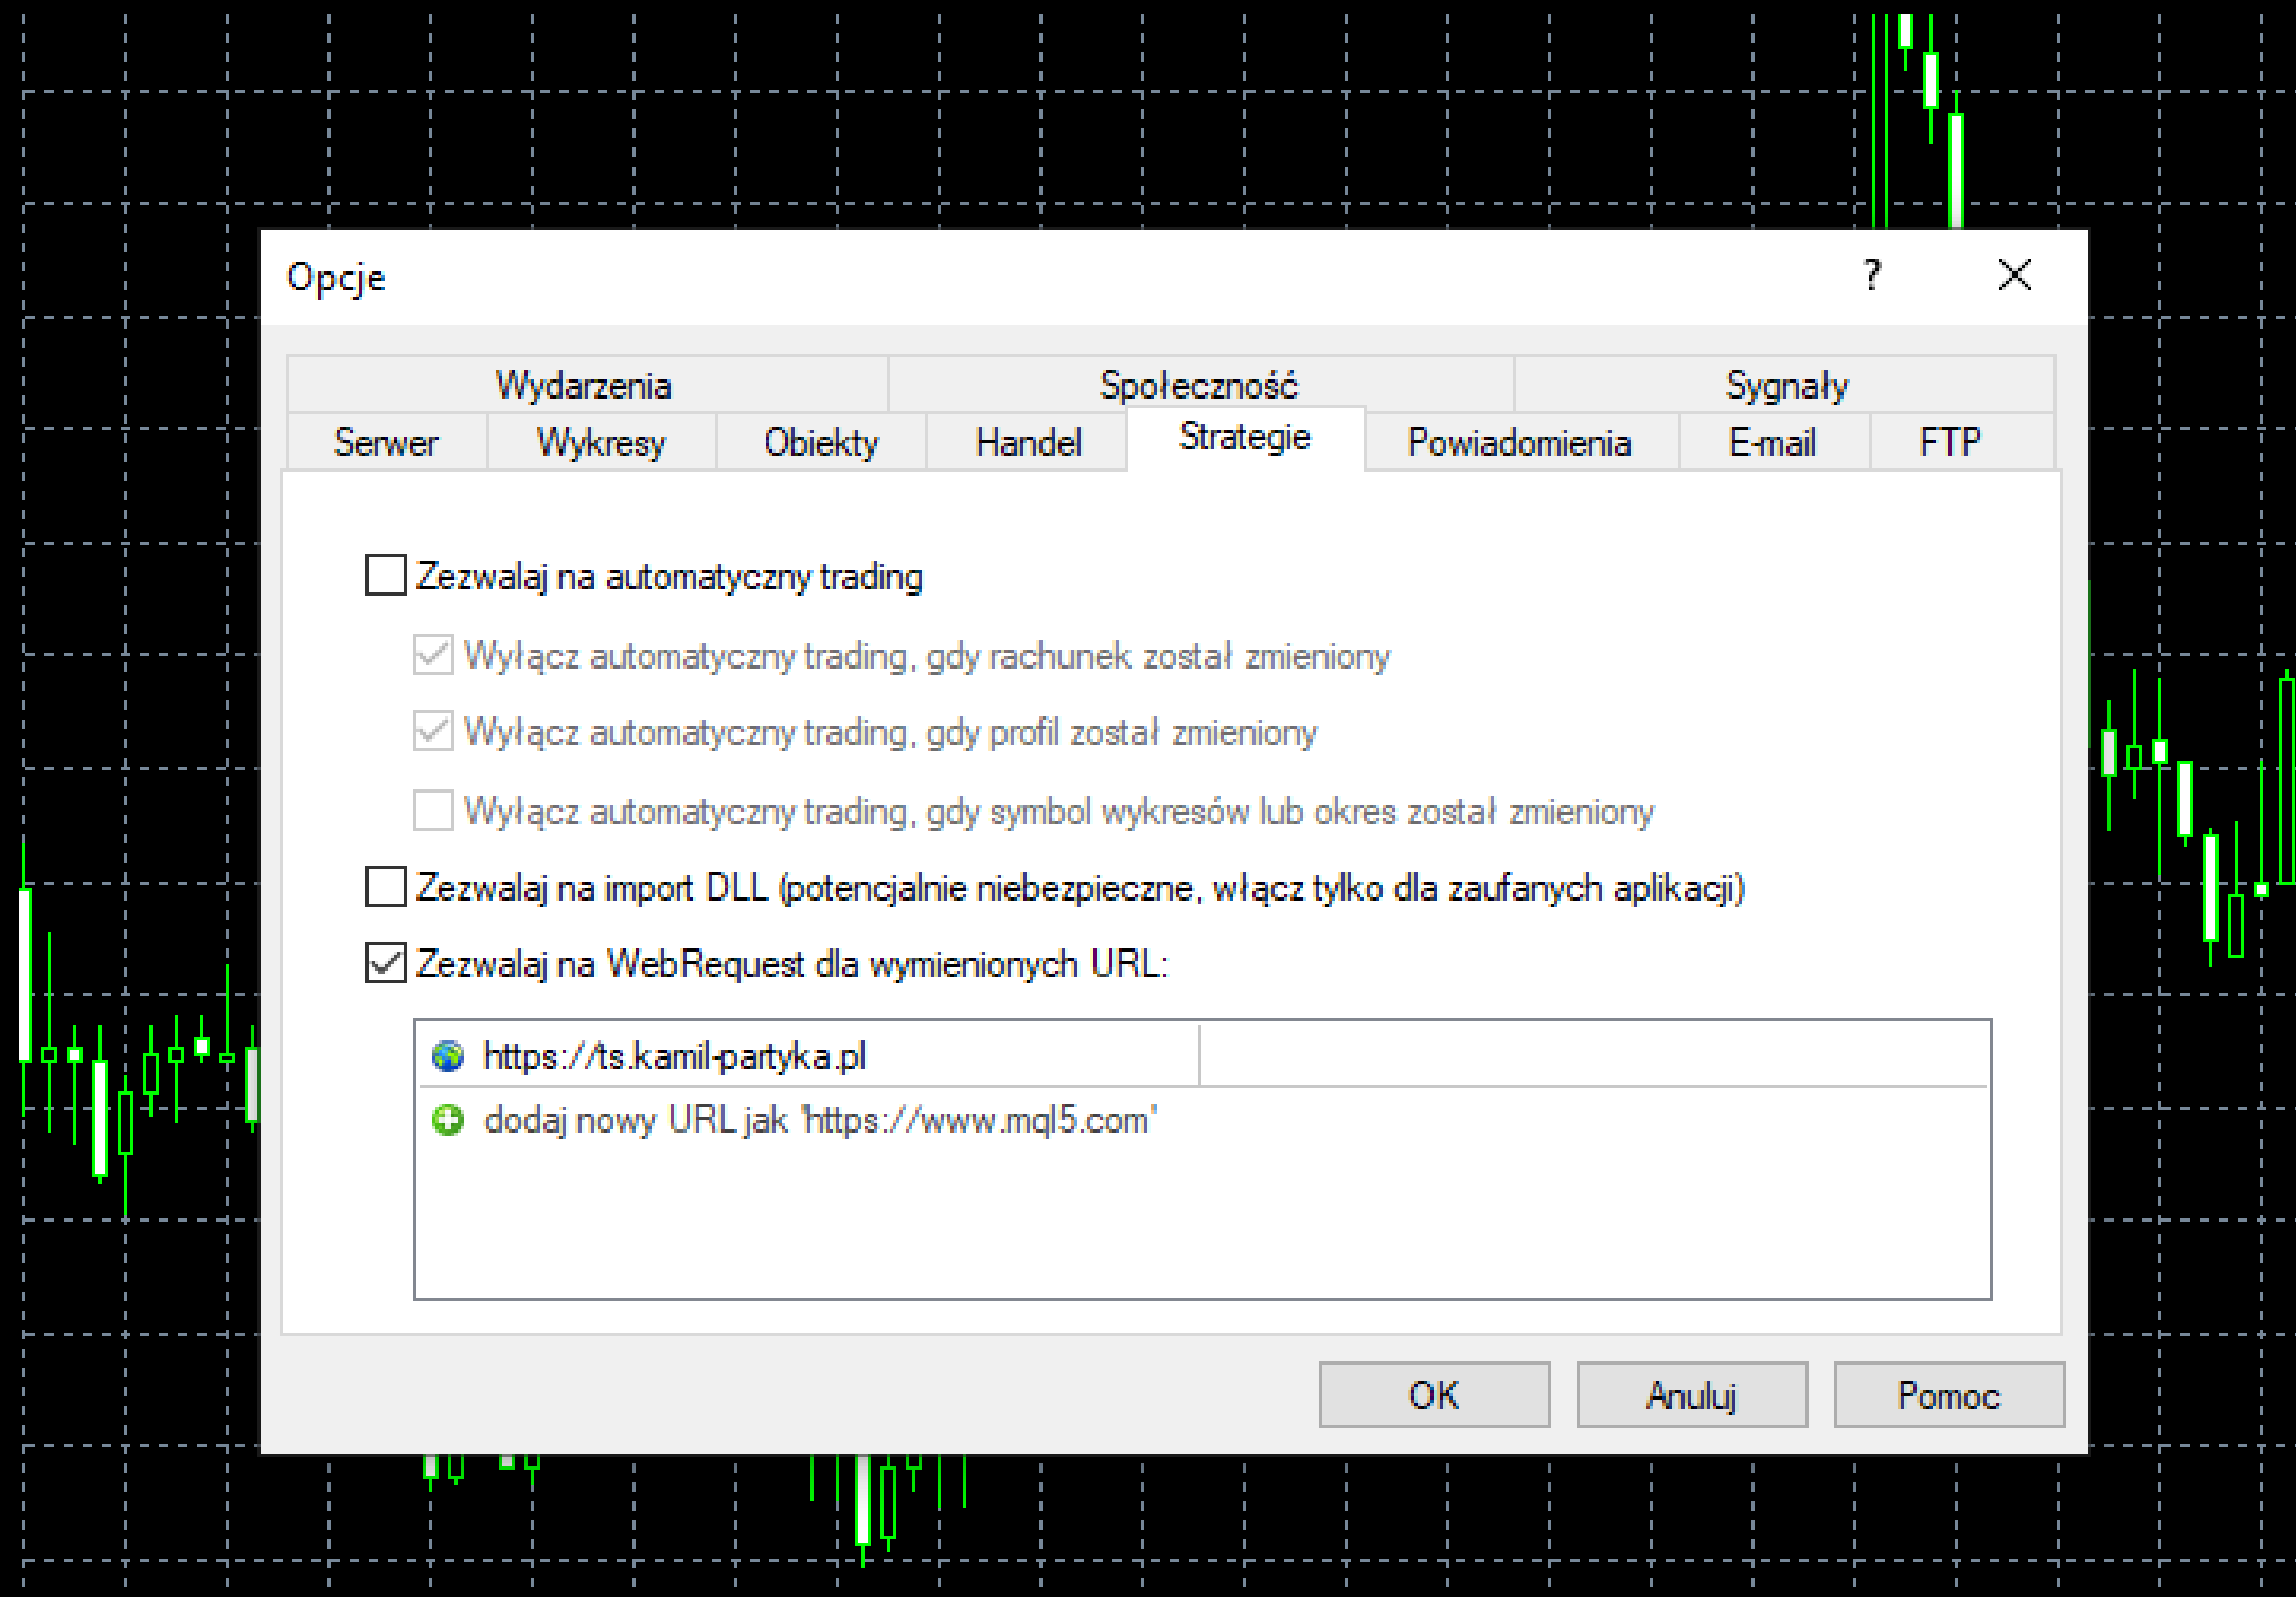 Opcje ?
Wydarzenia Społeczność Sygnały
Serwer Wykresy Obiekty Handel Strategie Powiadomienia E-mail FTP
Zezwalaj na automatyczny trading
Wyłącz automatyczny trading, gdy rachunek został zmieniony
Wyłącz automatyczny trading, gdy profil został zmieniony
Wyłącz automatyczny trading, gdy symbol wykresów lub okres został zmieniony
Zezwalaj na import DLL (potencjalnie niebezpieczne, włącz tylko dla zaufanych aplikacji)
Zezwalaj na WebRequest dla wymienionych URL:
https://ts.kamil-partyka.pl
dodaj nowy URL jak 'https://www.mql5.com'
OK Anuluj Pomoc